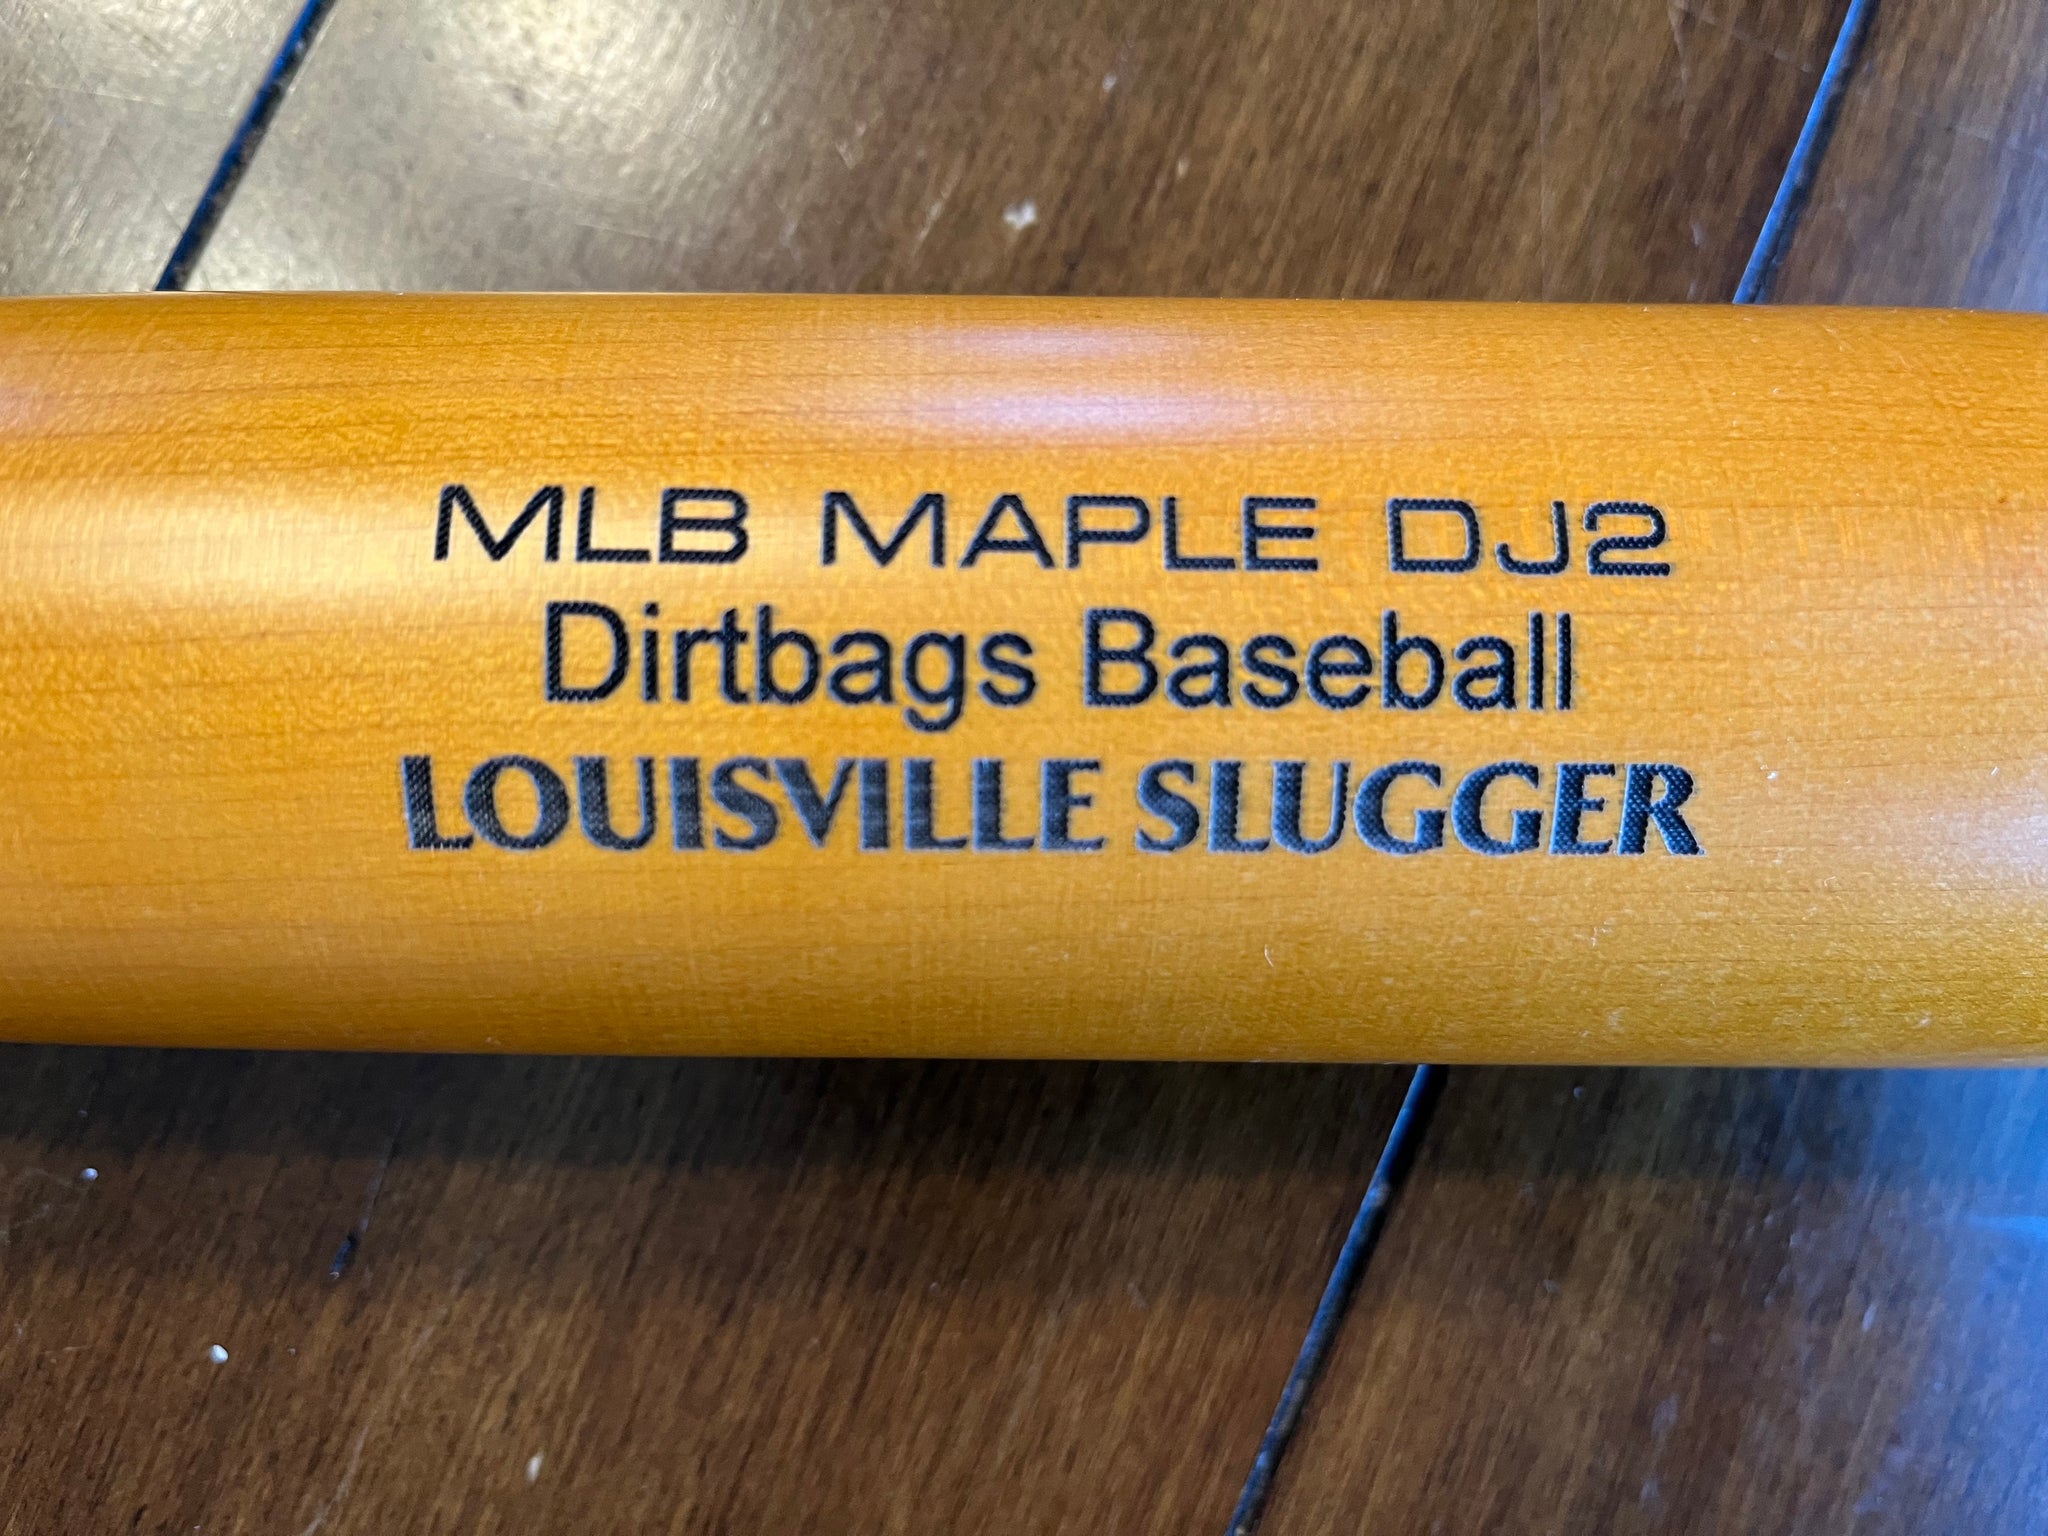 MLB MAPLE DJ2
Dirtbags Baseball
LOUISVILLE SLUGGER